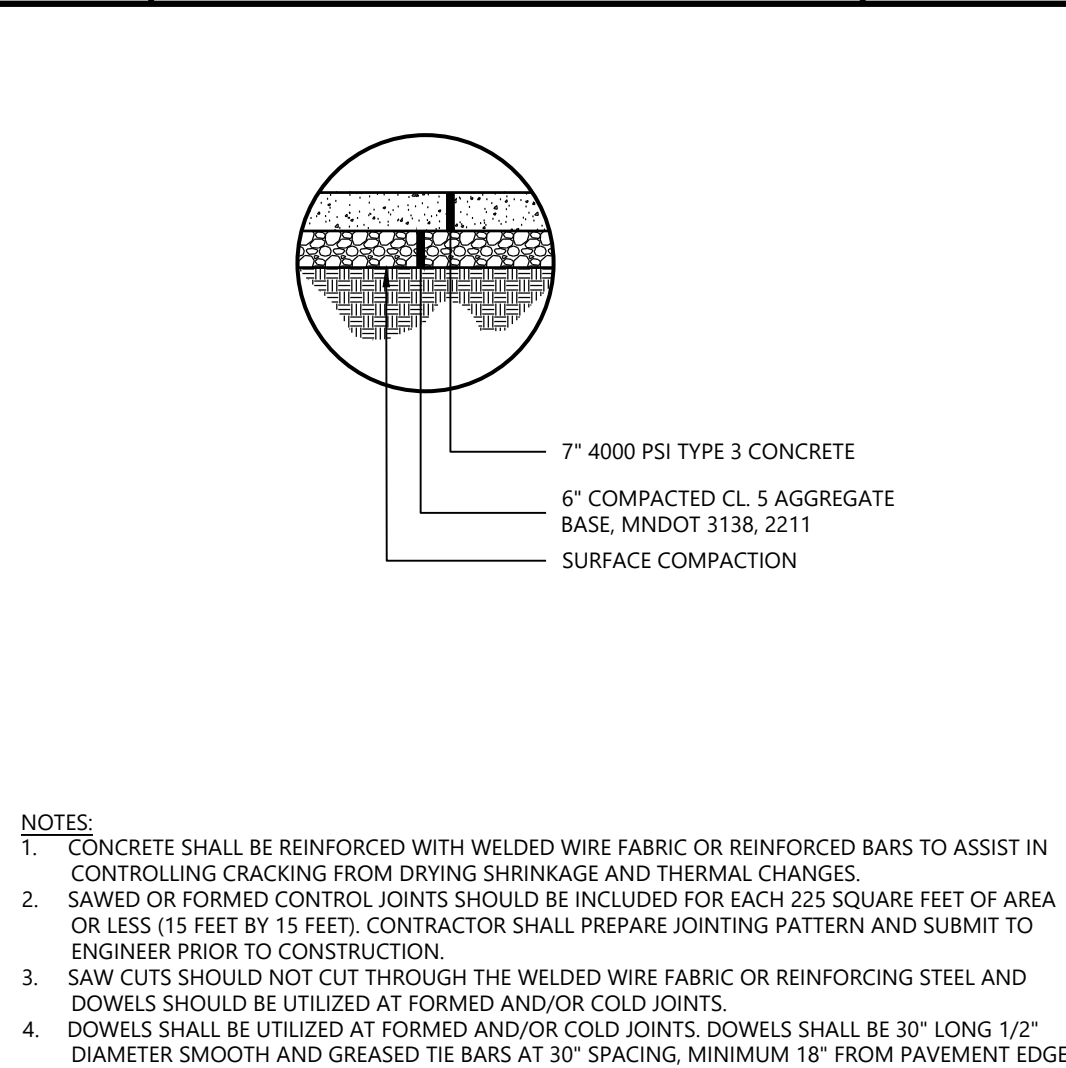 7" 4000 PSI TYPE 3 CONCRETE
6" COMPACTED CL. 5 AGGREGATE
BASE, MNDOT 3138, 2211
SURFACE COMPACTION
NOTES:
1. CONCRETE SHALL BE REINFORCED WITH WELDED WIRE FABRIC OR REINFORCED BARS TO ASSIST IN
CONTROLLING CRACKING FROM DRYING SHRINKAGE AND THERMAL CHANGES.
2. SAWED OR FORMED CONTROL JOINTS SHOULD BE INCLUDED FOR EACH 225 SQUARE FEET OF AREA
OR LESS (15 FEET BY 15 FEET). CONTRACTOR SHALL PREPARE JOINTING PATTERN AND SUBMIT TO
ENGINEER PRIOR TO CONSTRUCTION.
3. SAW CUTS SHOULD NOT CUT THROUGH THE WELDED WIRE FABRIC OR REINFORCING STEEL AND
DOWELS SHOULD BE UTILIZED AT FORMED AND/OR COLD JOINTS.
4. DOWELS SHALL BE UTILIZED AT FORMED AND/OR COLD JOINTS. DOWELS SHALL BE 30" LONG 1/2"
DIAMETER SMOOTH AND GREASED TIE BARS AT 30" SPACING, MINIMUM 18" FROM PAVEMENT EDGE